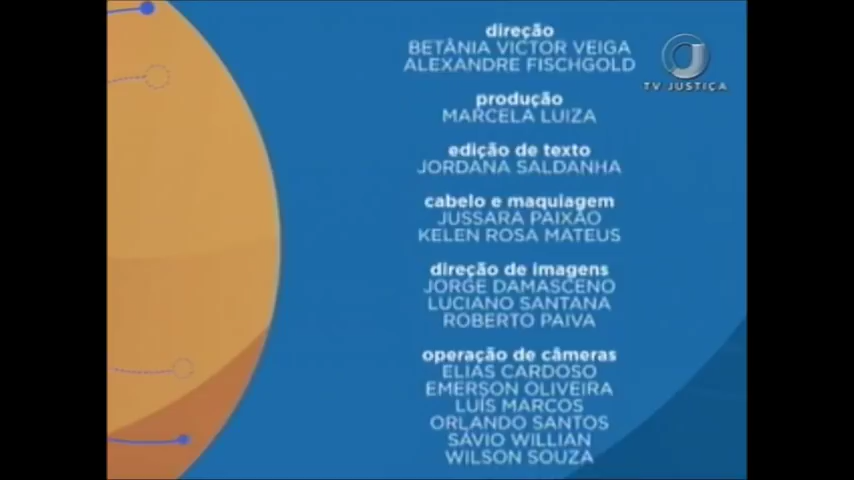 direção
BETÂNIA VICTOR VEIGA
ALEXANDRE FISCHGOLD
TV JUSTIÇA
produção
MARCELA LUIZA
edição de texto
JORDANA SALDANHA
cabelo e maquiagem
JUSSARA PAIXÃO
KELEN ROSA MATEUS
direção de imagens
JORGE DAMASCENO
LUCIANO SANTANA
ROBERTO PAIVA
operação de câmeras
ELIAS CARDOSO
EMERSON OLIVEIRA
LUÍS MARCOS
ORLANDO SANTOS
SÁVIO WILLIAN
WILSON SOUZA